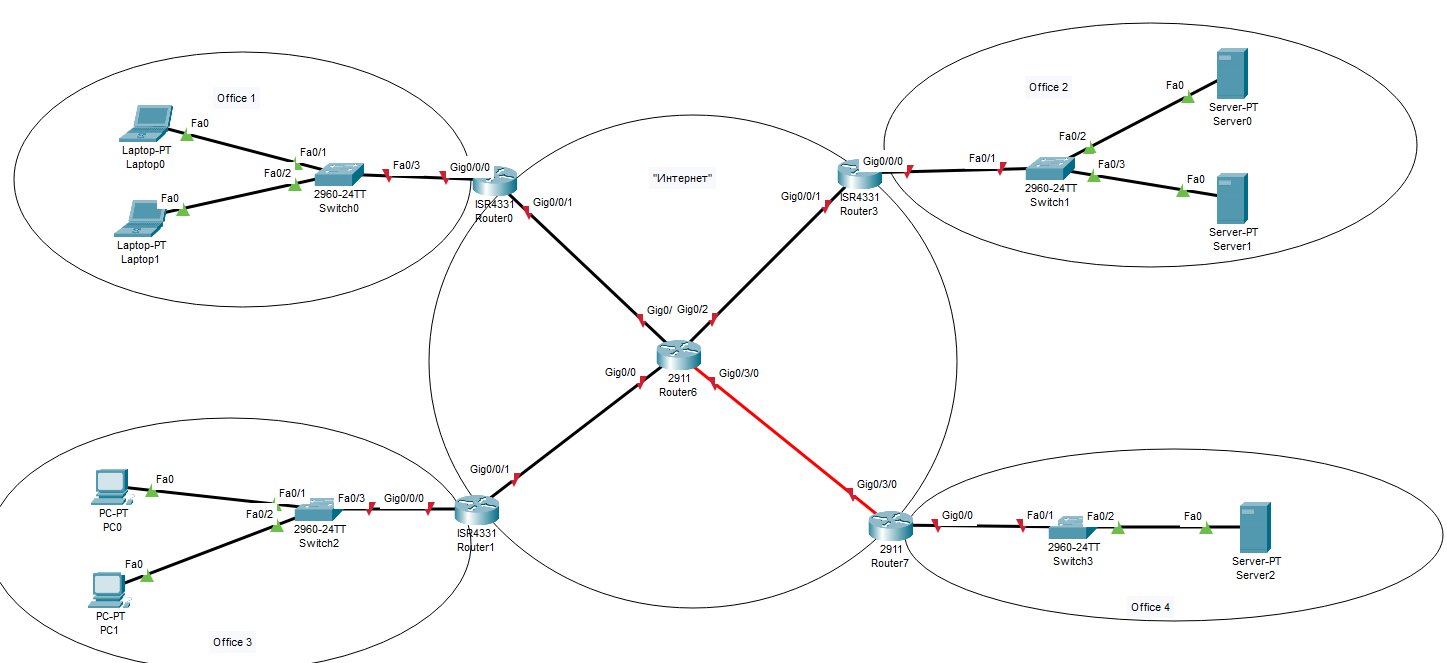 Office 1
Fa0
Laptop-PT
Laptop0
Fa0/1
Fa0/2
Fa0
Laptop-PT
Laptop1
2960-24TT
Switch0
Fa0/3
Gig0/0/0
ISR4331
Router0
Gig0/0/1
"Интернет"
Office 2
Gig0/0/0
Gig0/0/1
ISR4331
Router3
Fa0/1
2960-24TT
Switch1
Fa0/2
Fa0/3
Fa0
Server-PT
Server0
Fa0
Server-PT
Server1
Gig0/
Gig0/2
Gig0/0
2911
Router6
Gig0/3/0
Fa0
PC-PT
PC0
Fa0/1
Fa0/2
Fa0
PC-PT
PC1
2960-24TT
Switch2
Fa0/3
Gig0/0/0
Gig0/0/1
ISR4331
Router1
Office 3
Gig0/3/0
2911
Router7
Gig0/0
Fa0/1
2960-24TT
Switch3
Fa0/2
Fa0
Server-PT
Server2
Office 4